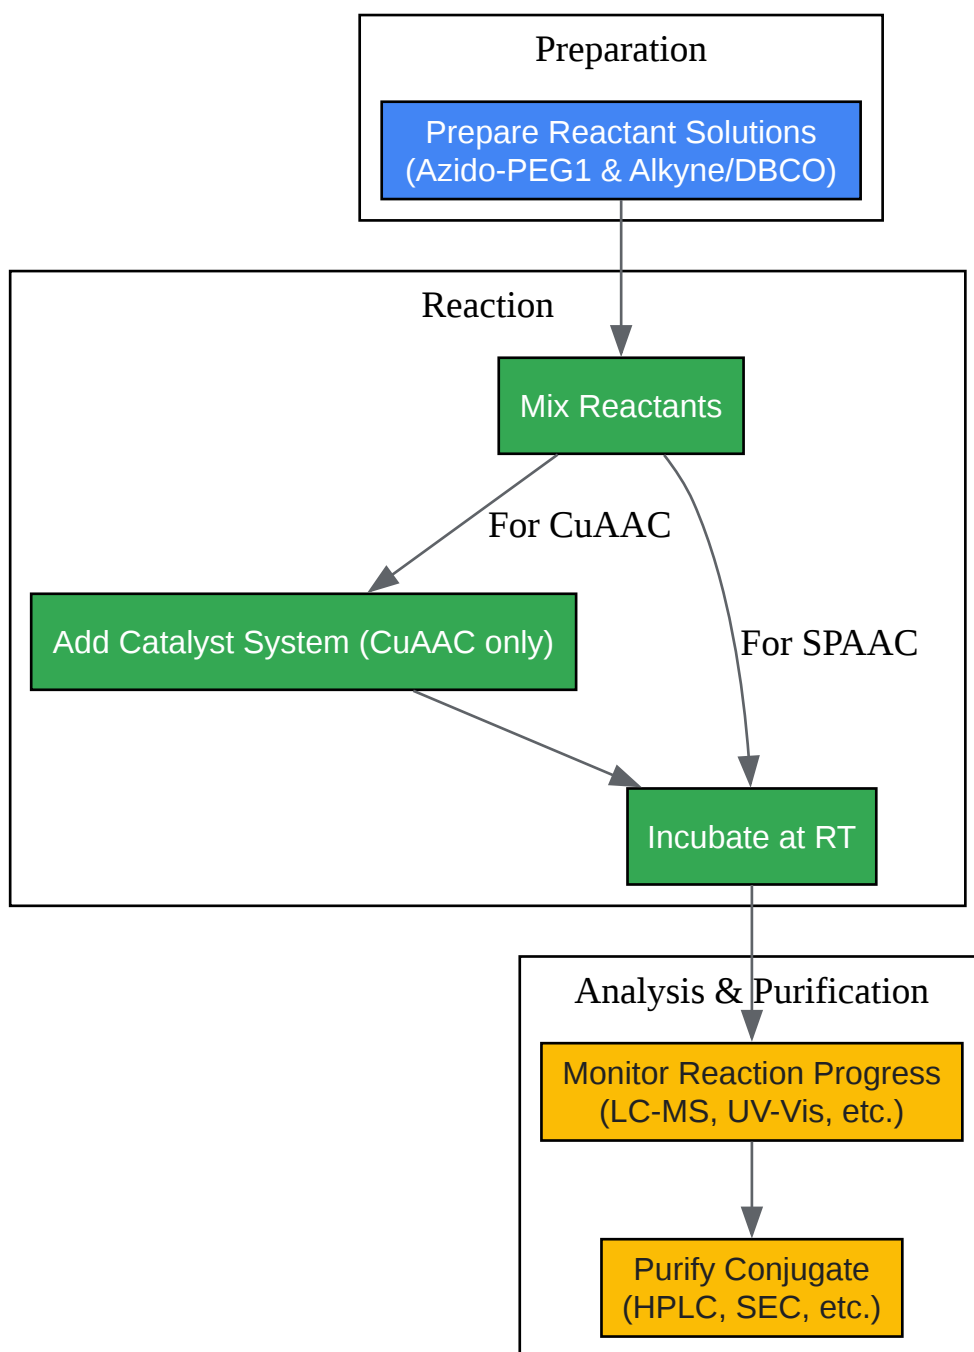 Preparation
Prepare Reactant Solutions
(Azido-PEG1 & Alkyne/DBCO)
Reaction
Mix Reactants
For CuAAC
Add Catalyst System (CuAAC only)
For SPAAC
Incubate at RT
Analysis & Purification
Monitor Reaction Progress
(LC-MS, UV-Vis, etc.)
Purify Conjugate
(HPLC, SEC, etc.)